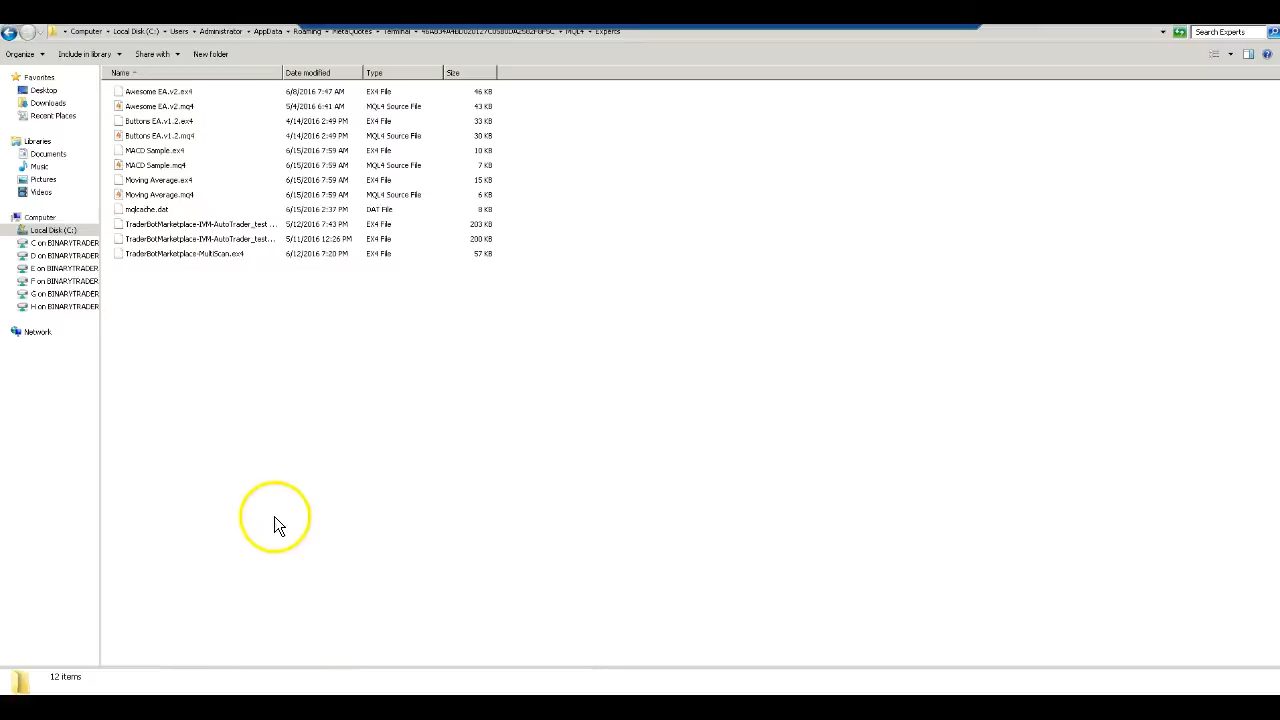 Computer Local Disk (C:) Users Administrator AppData Roaming MetaQuotes Terminal MQL4 Experts Search Experts
Organize Include in library Share with New folder
Favorites
Desktop
Downloads
Recent Places
Libraries
Documents
Music
Pictures
Videos
Computer
Local Disk (C:)
C on BINARYTRADER
D on BINARYTRADER
E on BINARYTRADER
F on BINARYTRADER
G on BINARYTRADER
H on BINARYTRADER
Network
Name Date modified Type Size
Awesome EA.v2.ex4 6/8/2016 7:47 AM EX4 File 46 KB
Awesome EA.v2.mq4 5/4/2016 6:41 AM MQL4 Source File 43 KB
Buttons EA.v1.2.ex4 4/14/2016 2:49 PM EX4 File 33 KB
Buttons EA.v1.2.mq4 4/14/2016 2:49 PM MQL4 Source File 30 KB
MACD Sample.ex4 6/15/2016 7:59 AM EX4 File 10 KB
MACD Sample.mq4 6/15/2016 7:59 AM MQL4 Source File 7 KB
Moving Average.ex4 6/15/2016 7:59 AM EX4 File 15 KB
Moving Average.mq4 6/15/2016 7:59 AM MQL4 Source File 6 KB
mqlcache.dat 6/15/2016 2:37 PM DAT File 8 KB
TraderBotMarketplace-IVM-AutoTrader_test ... 5/12/2016 7:43 PM EX4 File 203 KB
TraderBotMarketplace-IVM-AutoTrader_test... 5/11/2016 12:26 PM EX4 File 200 KB
TraderBotMarketplace-MultiScan.ex4 6/12/2016 7:20 PM EX4 File 57 KB
12 items